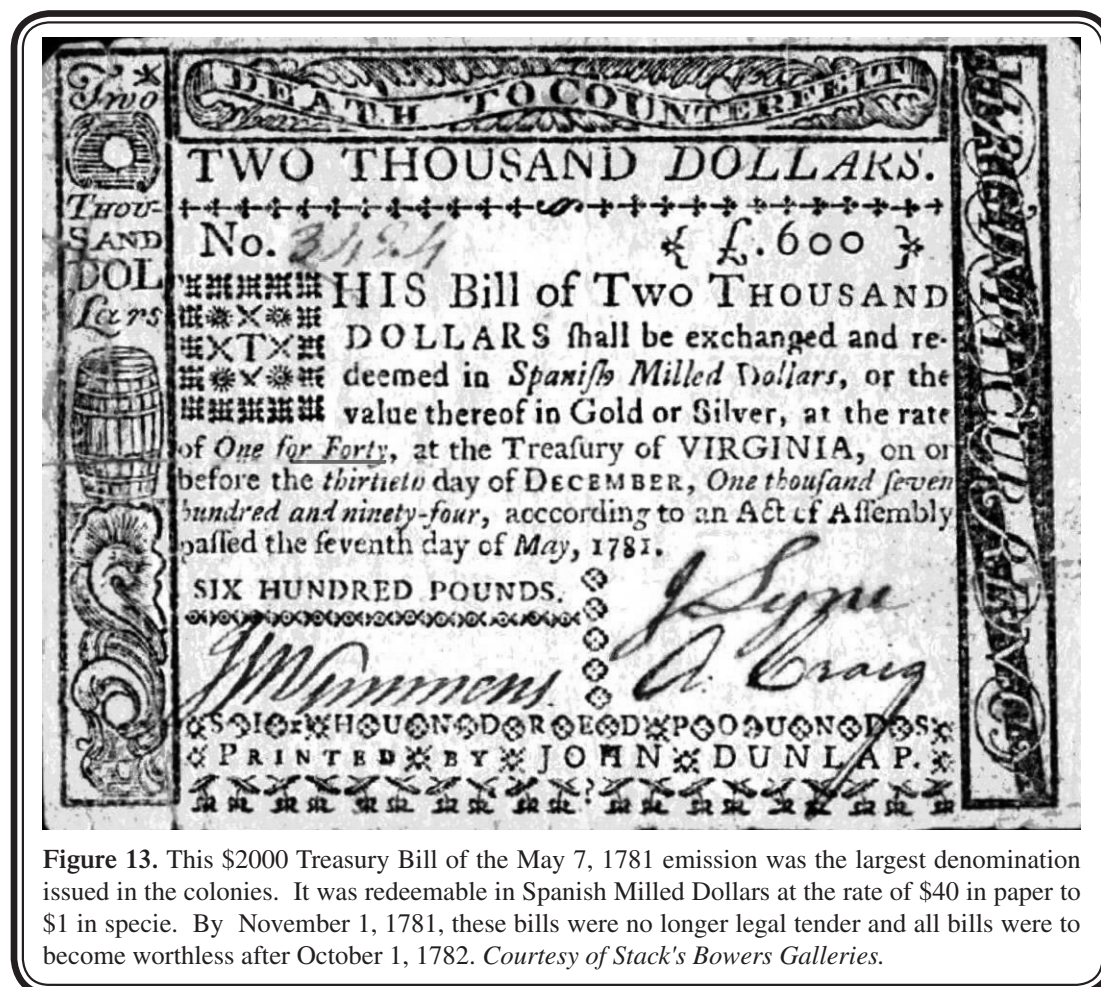 DEATH TO COUNTERFEIT
Two
THOU-
SAND
DOL
Lars
TWO THOUSAND DOLLARS.
No. 3484
£.600
THIS Bill of Two THOUSAND
DOLLARS ſhall be exchanged and re-
deemed in Spaniſh Milled Dollars, or the
value thereof in Gold or Silver, at the rate
of One for Forty, at the Treaſury of VIRGINIA, on or
before the thirtieth day of DECEMBER, One thouſand ſeven
hundred and ninety-four, acccording to an Act of Aſſembly
paſſed the ſeventh day of May, 1781.
SIX HUNDRED POUNDS.
J Syme
A. Craig
SIX HUNDRED POUNDS
PRINTED BY JOHN DUNLAP.
Figure 13. This $2000 Treasury Bill of the May 7, 1781 emission was the largest denomination
issued in the colonies. It was redeemable in Spanish Milled Dollars at the rate of $40 in paper to
$1 in specie. By November 1, 1781, these bills were no longer legal tender and all bills were to
become worthless after October 1, 1782. Courtesy of Stack's Bowers Galleries.